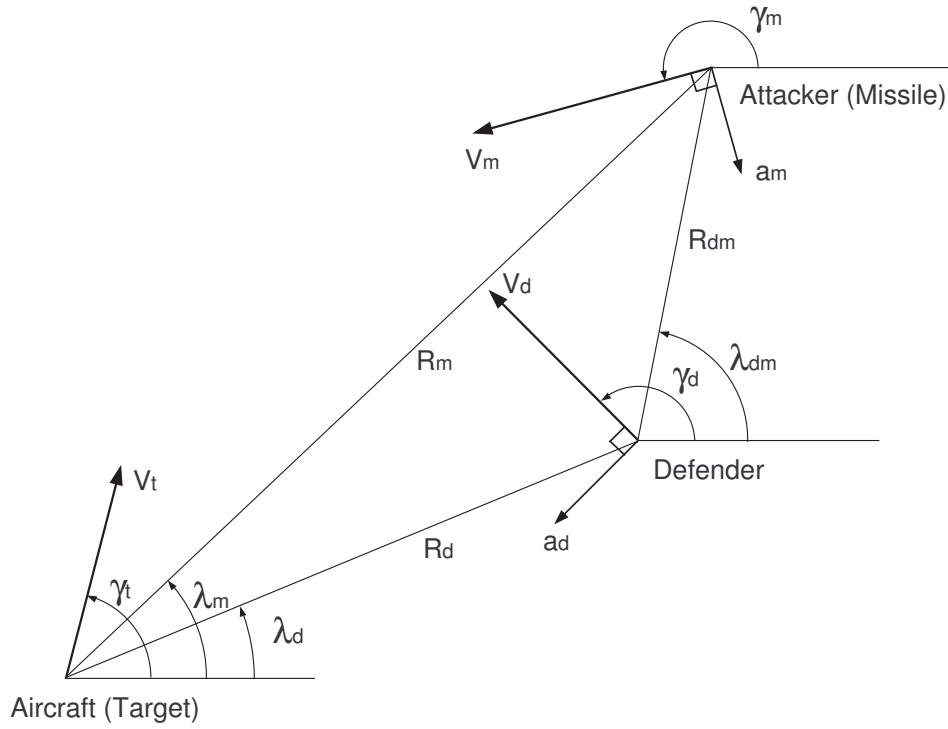 γm
Attacker (Missile)
Vm
am
Rdm
Vd
Rm
λdm
γd
Defender
Vt
ad
Rd
γt
λm
λd
Aircraft (Target)